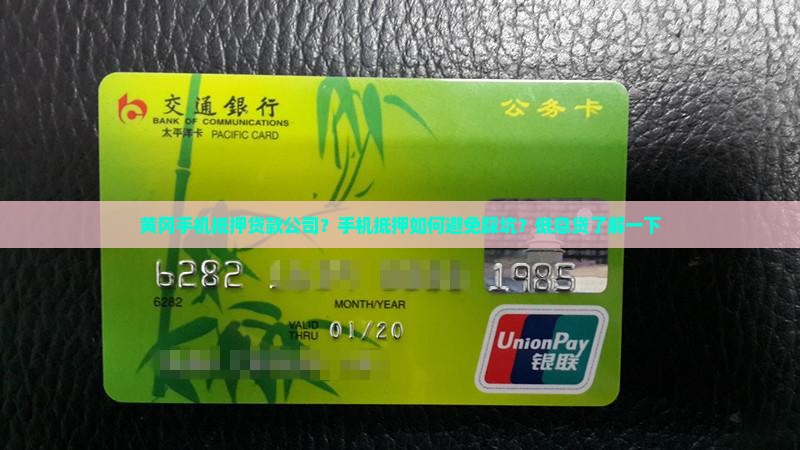 交通銀行
公务卡
BANK OF COMMUNICATIONS
太平洋卡 PACIFIC CARD
黄冈手机抵押贷款公司？手机抵押如何避免踩坑？低息贷了解一下
6282 1985
6282
MONTH/YEAR
VALID THRU 01/20
UnionPay
银联